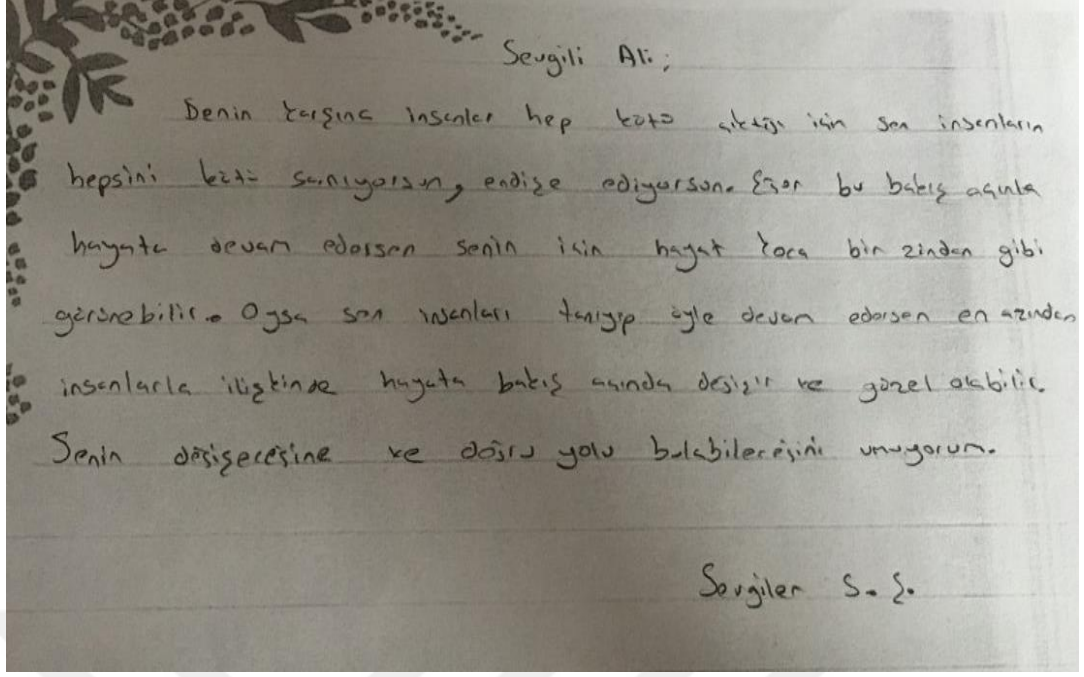 Sevgili Ali;
Senin karşına insanlar hep kötü çıktığı için sen insanların
hepsini kötü sanıyorsun, endişe ediyorsun. Eğer bu bakış açınla
hayata devam edersen senin için hayat koca bir zindan gibi
görünebilir. Oysa sen insanları tanıyıp öyle devam edersen en azından
insanlarla ilişkinde hayata bakış açında değişir ve güzel olabilir.
Senin değişeceğine ve doğru yolu bulabileceğini umuyorum.
Sevgiler S. Ş.